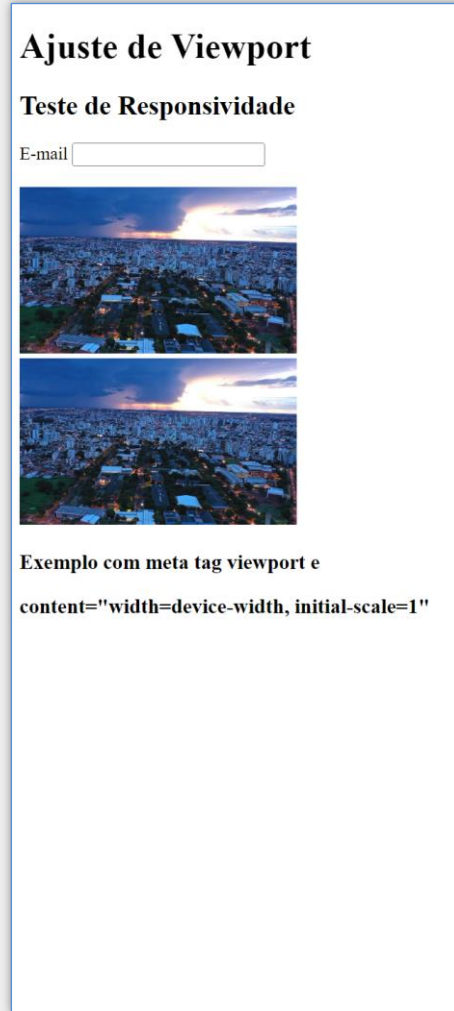 Ajuste de Viewport
Teste de Responsividade
E-mail
Exemplo com meta tag viewport e
content="width=device-width, initial-scale=1"